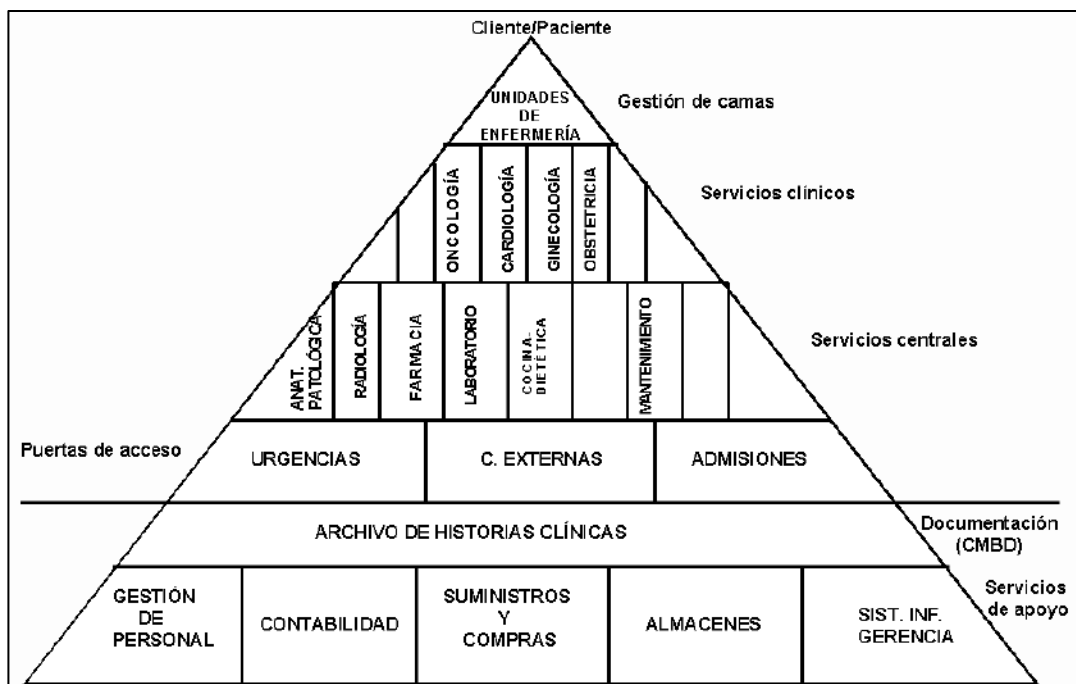 Cliente/Paciente
UNIDADES
DE
ENFERMERÍA
Gestión de camas
ONCOLOGÍA
CARDIOLOGÍA
GINECOLOGÍA
OBSTETRICIA
Servicios clínicos
ANAT.
PATOLÓGICA
RADIOLOGÍA
FARMACIA
LABORATORIO
COCINA-
DIETÉTICA
MANTENIMIENTO
Servicios centrales
Puertas de acceso
URGENCIAS
C. EXTERNAS
ADMISIONES
ARCHIVO DE HISTORIAS CLÍNICAS
Documentación
(CMBD)
GESTIÓN
DE
PERSONAL
CONTABILIDAD
SUMINISTROS
Y
COMPRAS
ALMACENES
SIST. INF.
GERENCIA
Servicios
de apoyo